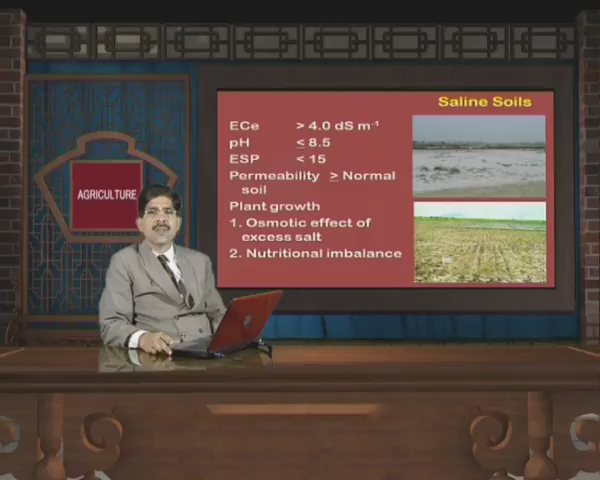 Saline Soils
ECe > 4.0 dS m⁻¹
pH ≤ 8.5
ESP < 15
Permeability ≥ Normal
soil
Plant growth
1. Osmotic effect of
excess salt
2. Nutritional imbalance
AGRICULTURE